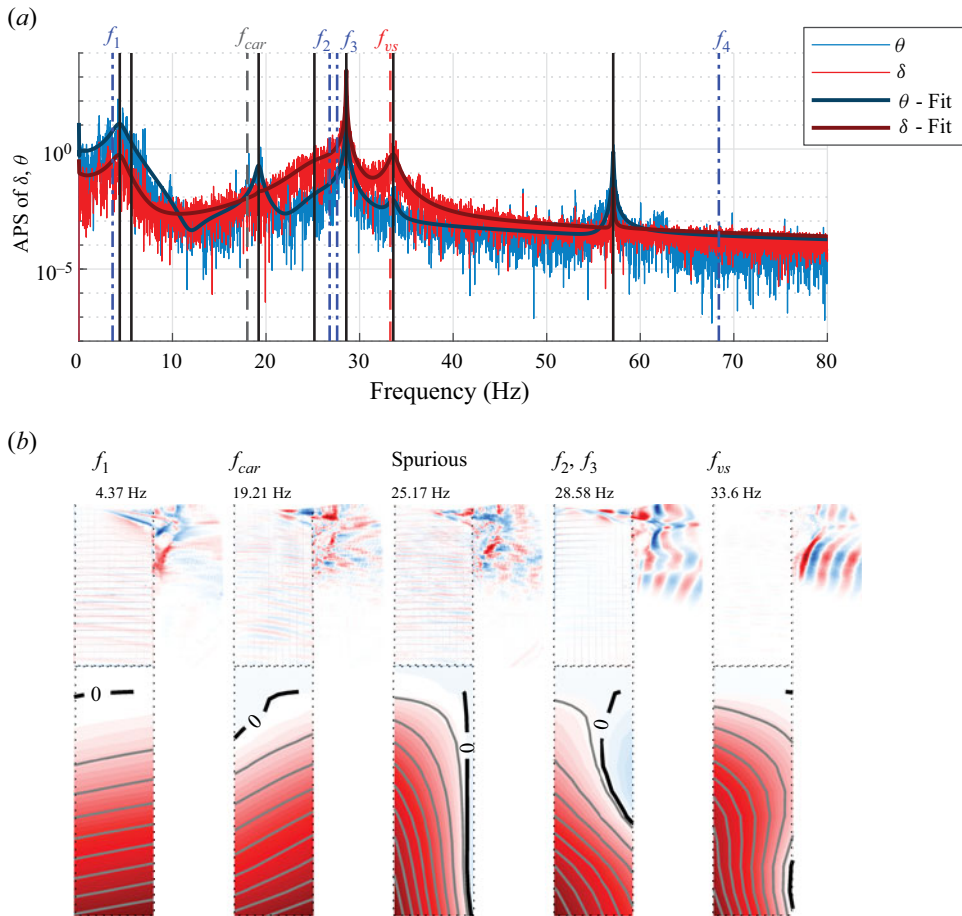 (a)
f1 fcar f2 f3 fvs f4
θ
δ
θ - Fit
δ - Fit
APS of δ, θ
10^0
10^-5
0 10 20 30 40 50 60 70 80
Frequency (Hz)
(b)
f1 fcar Spurious f2, f3 fvs
4.37 Hz 19.21 Hz 25.17 Hz 28.58 Hz 33.6 Hz
0 0 0 0